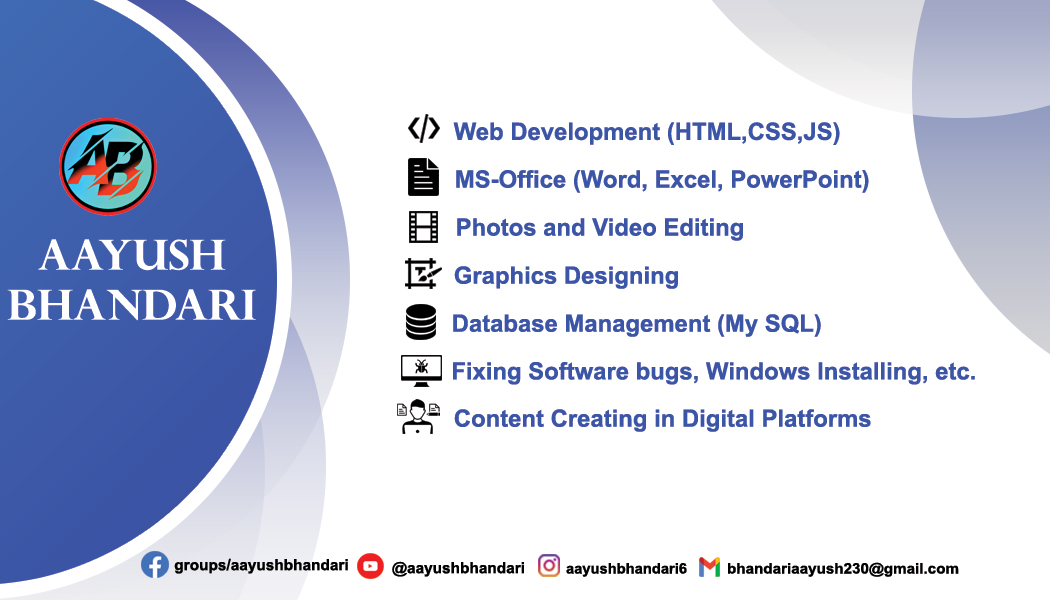 AB
AAYUSH
BHANDARI
Web Development (HTML,CSS,JS)
MS-Office (Word, Excel, PowerPoint)
Photos and Video Editing
Graphics Designing
Database Management (My SQL)
Fixing Software bugs, Windows Installing, etc.
Content Creating in Digital Platforms
groups/aayushbhandari
@aayushbhandari
aayushbhandari6
bhandariaayush230@gmail.com